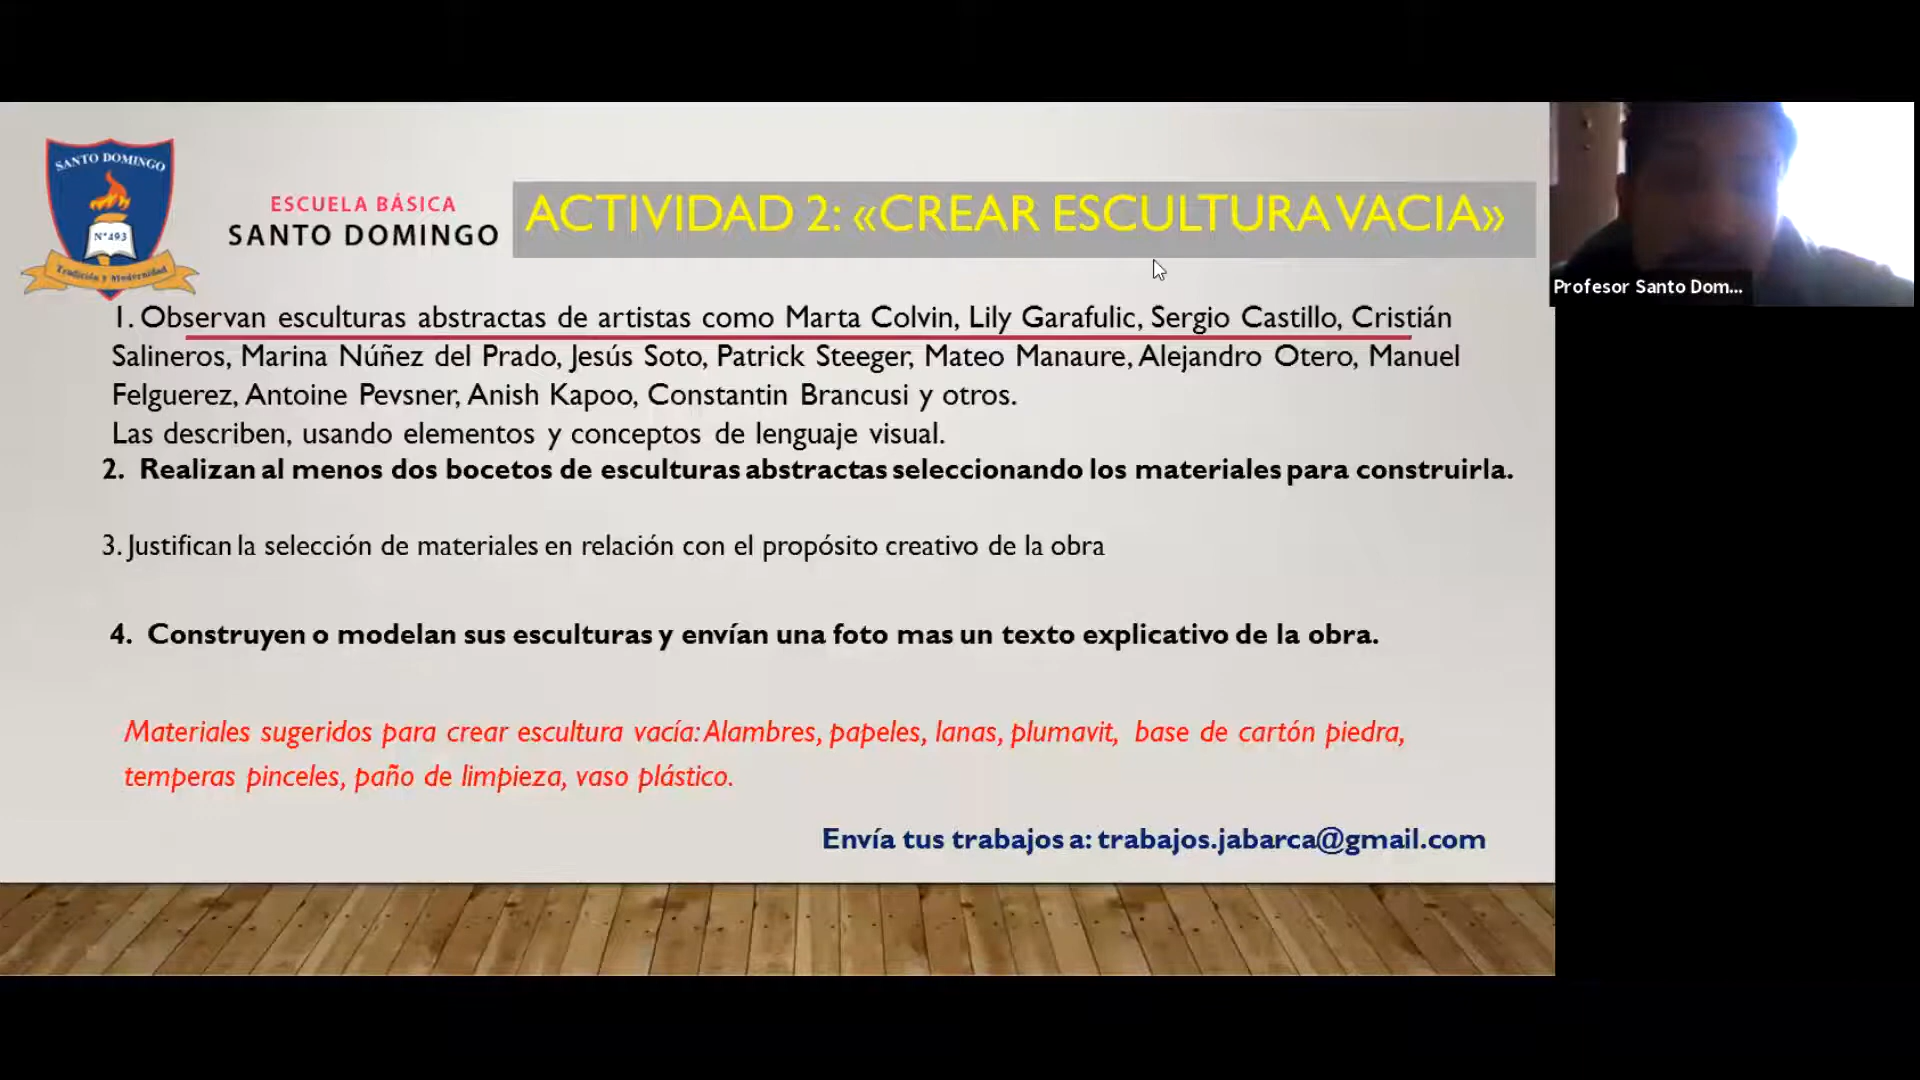 SANTO DOMINGO
N°493
Tradición y Modernidad
ESCUELA BÁSICA
SANTO DOMINGO
ACTIVIDAD 2: «CREAR ESCULTURA VACIA»
Profesor Santo Dom...
1. Observan esculturas abstractas de artistas como Marta Colvin, Lily Garafulic, Sergio Castillo, Cristián
Salineros, Marina Núñez del Prado, Jesús Soto, Patrick Steeger, Mateo Manaure, Alejandro Otero, Manuel
Felguerez, Antoine Pevsner, Anish Kapoo, Constantin Brancusi y otros.
Las describen, usando elementos y conceptos de lenguaje visual.
2. Realizan al menos dos bocetos de esculturas abstractas seleccionando los materiales para construirla.
3. Justifican la selección de materiales en relación con el propósito creativo de la obra
4. Construyen o modelan sus esculturas y envían una foto mas un texto explicativo de la obra.
Materiales sugeridos para crear escultura vacía: Alambres, papeles, lanas, plumavit, base de cartón piedra,
temperas pinceles, paño de limpieza, vaso plástico.
Envía tus trabajos a: trabajos.jabarca@gmail.com